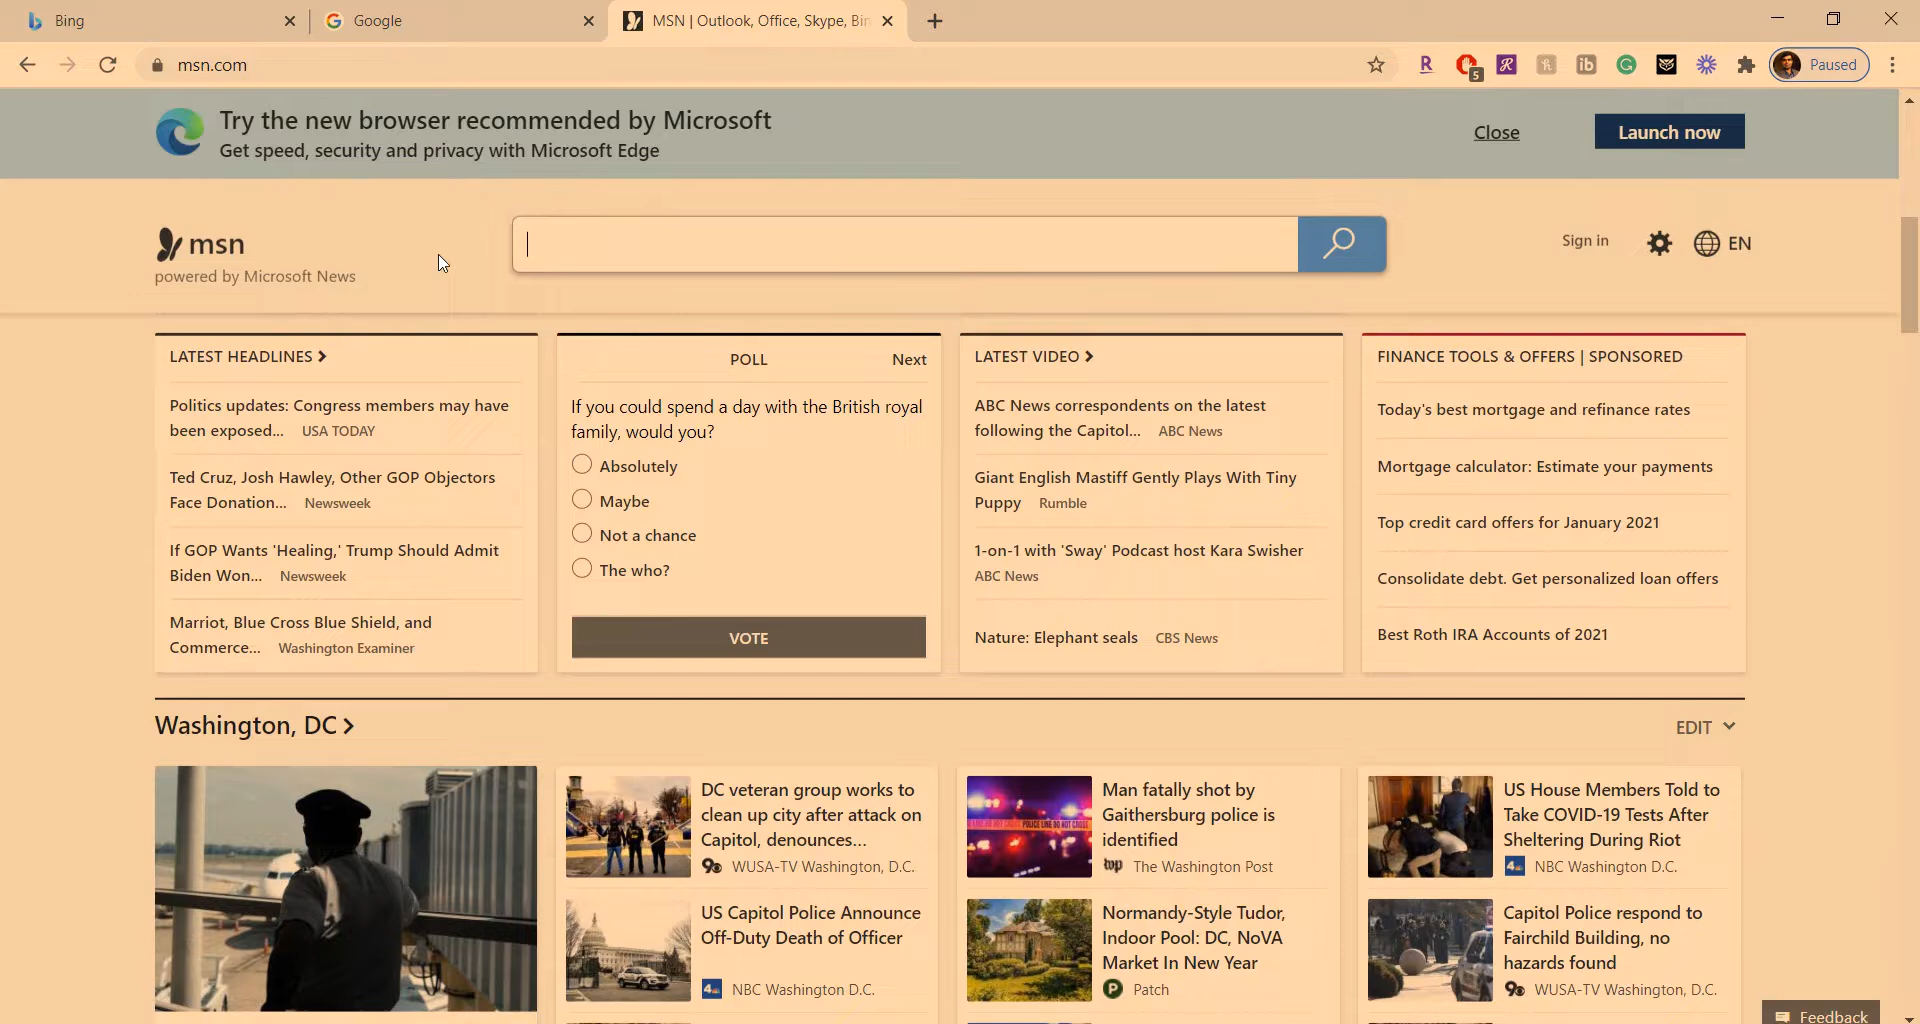 Bing
Google
MSN | Outlook, Office, Skype, Bin
msn.com
5
Paused
Try the new browser recommended by Microsoft
Get speed, security and privacy with Microsoft Edge
Close
Launch now
msn
powered by Microsoft News
Sign in
EN
LATEST HEADLINES
Politics updates: Congress members may have
been exposed... USA TODAY
Ted Cruz, Josh Hawley, Other GOP Objectors
Face Donation... Newsweek
If GOP Wants 'Healing,' Trump Should Admit
Biden Won... Newsweek
Marriot, Blue Cross Blue Shield, and
Commerce... Washington Examiner
POLL
Next
If you could spend a day with the British royal
family, would you?
Absolutely
Maybe
Not a chance
The who?
VOTE
LATEST VIDEO
ABC News correspondents on the latest
following the Capitol... ABC News
Giant English Mastiff Gently Plays With Tiny
Puppy Rumble
1-on-1 with 'Sway' Podcast host Kara Swisher
ABC News
Nature: Elephant seals CBS News
FINANCE TOOLS & OFFERS | SPONSORED
Today's best mortgage and refinance rates
Mortgage calculator: Estimate your payments
Top credit card offers for January 2021
Consolidate debt. Get personalized loan offers
Best Roth IRA Accounts of 2021
Washington, DC
EDIT
DC veteran group works to
clean up city after attack on
Capitol, denounces...
WUSA-TV Washington, D.C.
US Capitol Police Announce
Off-Duty Death of Officer
NBC Washington D.C.
Man fatally shot by
Gaithersburg police is
identified
The Washington Post
Normandy-Style Tudor,
Indoor Pool: DC, NoVA
Market In New Year
Patch
US House Members Told to
Take COVID-19 Tests After
Sheltering During Riot
NBC Washington D.C.
Capitol Police respond to
Fairchild Building, no
hazards found
WUSA-TV Washington, D.C.
Feedback